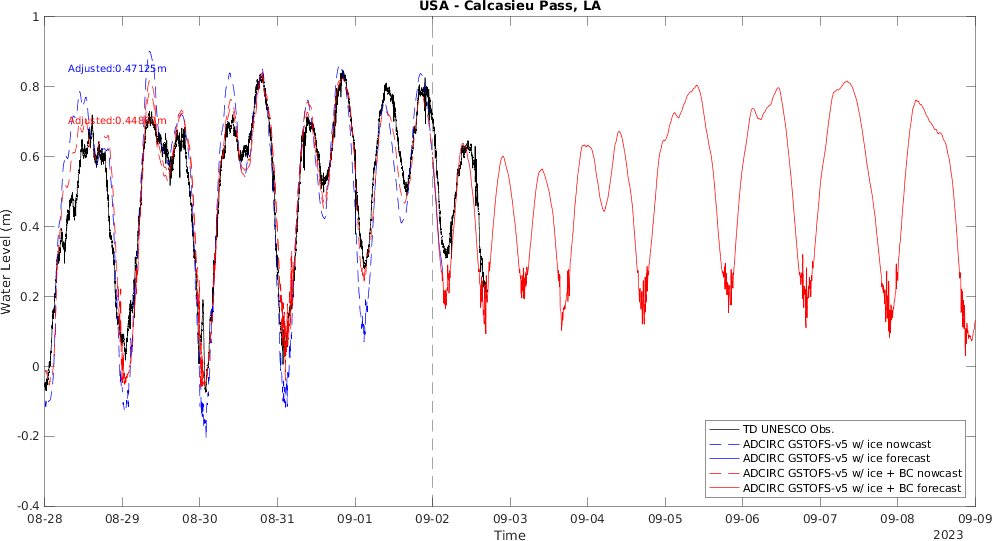 USA - Calcasieu Pass, LA
1
0.8
0.6
0.4
0.2
0
-0.2
-0.4
Water Level (m)
Adjusted:0.47125m
TD UNESCO Obs.
ADCIRC GSTOFS-v5 w/ ice nowcast
ADCIRC GSTOFS-v5 w/ ice forecast
ADCIRC GSTOFS-v5 w/ ice + BC nowcast
ADCIRC GSTOFS-v5 w/ ice + BC forecast
08-28 08-29 08-30 08-31 09-01 09-02 09-03 09-04 09-05 09-06 09-07 09-08 09-09
Time
2023